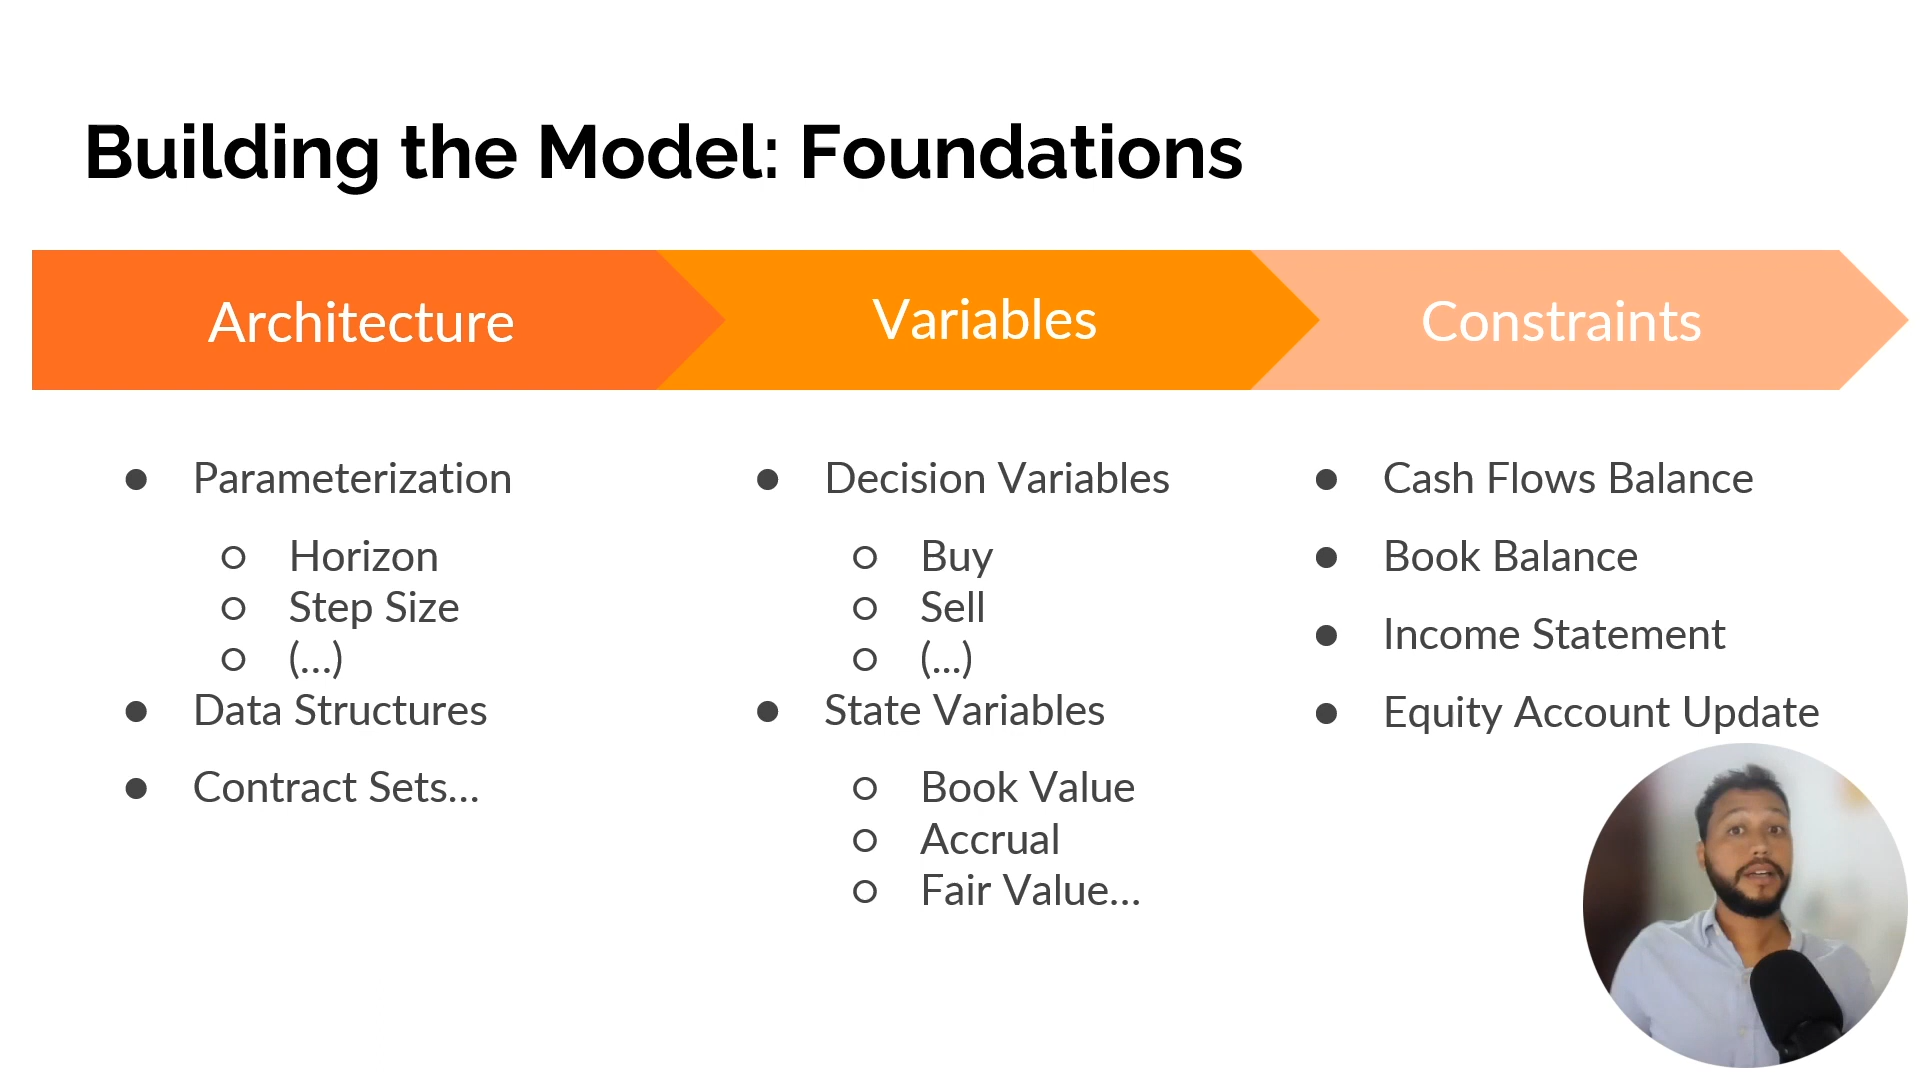 Building the Model: Foundations
Architecture
Variables
Constraints
Parameterization
Horizon
Step Size
(...)
Data Structures
Contract Sets...
Decision Variables
Buy
Sell
(...)
State Variables
Book Value
Accrual
Fair Value...
Cash Flows Balance
Book Balance
Income Statement
Equity Account Update